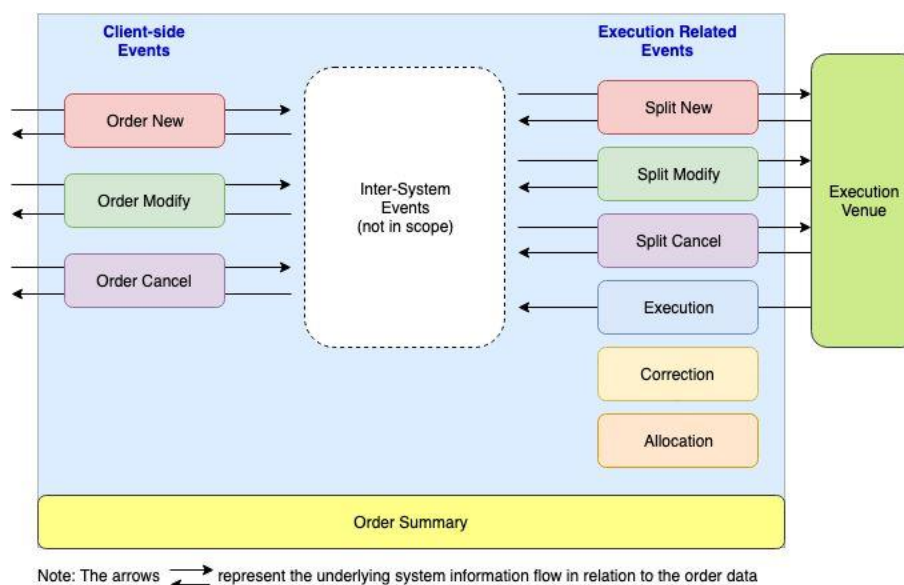 Client-side
Events
Execution Related
Events
Order New
Order Modify
Order Cancel
Inter-System
Events
(not in scope)
Split New
Split Modify
Split Cancel
Execution
Correction
Allocation
Execution
Venue
Order Summary
Note: The arrows represent the underlying system information flow in relation to the order data